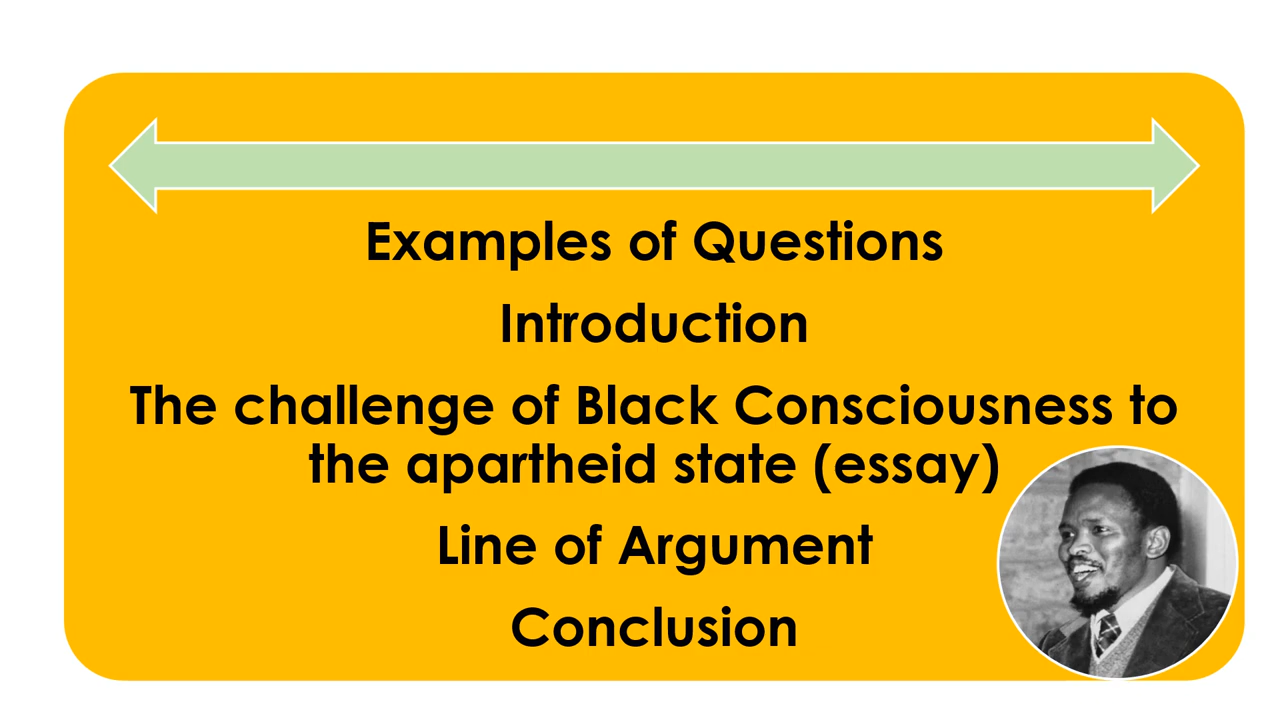 Examples of Questions
Introduction
The challenge of Black Consciousness to
the apartheid state (essay)
Line of Argument
Conclusion